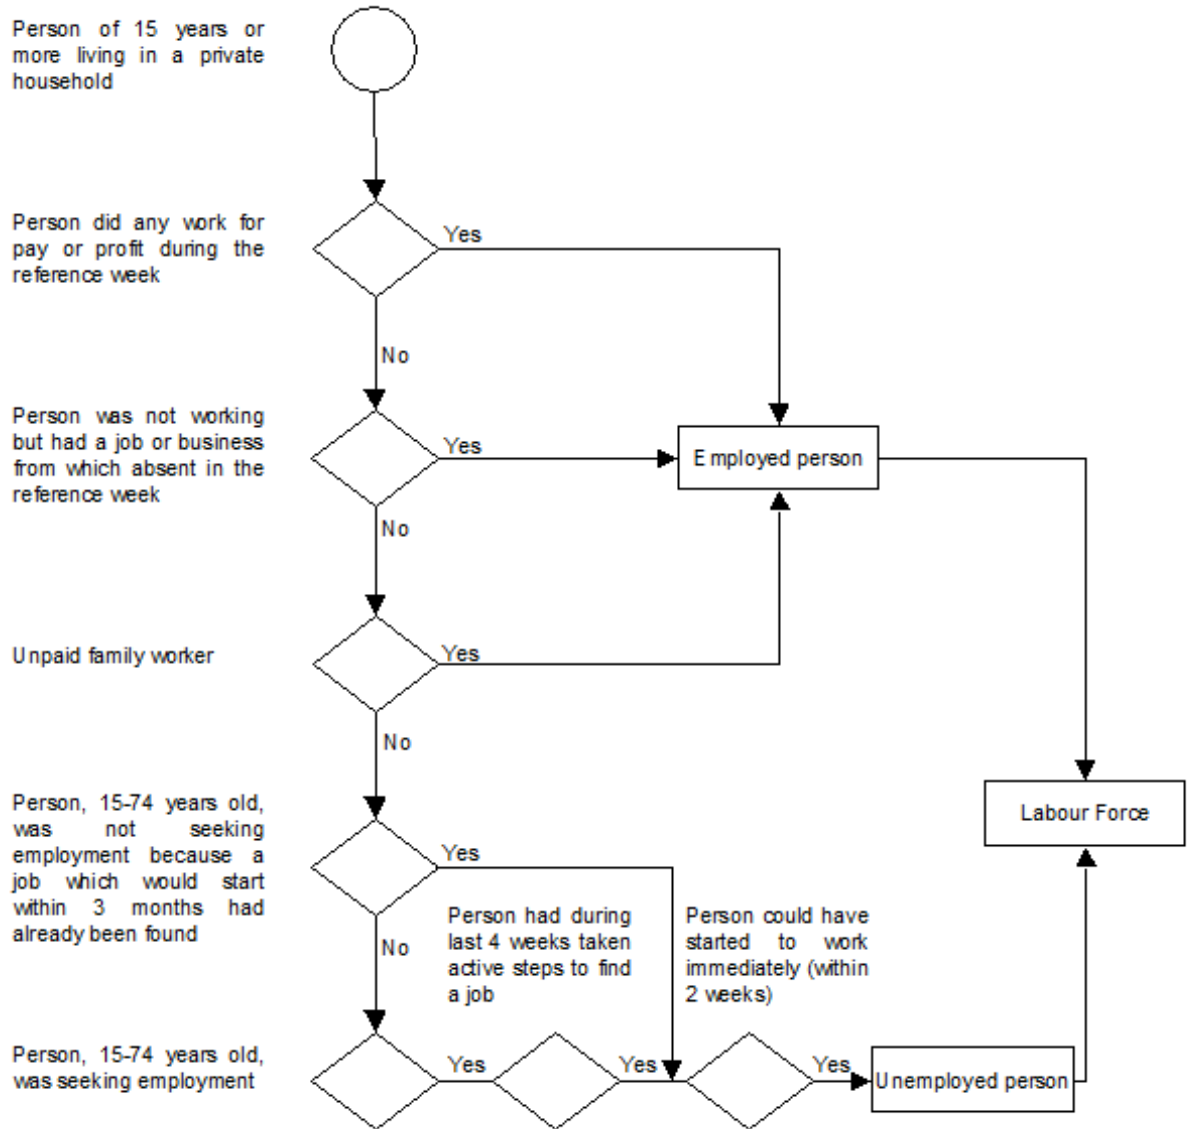 Person of 15 years or
more living in a private
household
Person did any work for
pay or profit during the
reference week
Yes
No
Person was not working
but had a job or business
from which absent in the
reference week
Yes
Employed person
No
Unpaid family worker
Yes
No
Person, 15-74 years old,
was not seeking
employment because a
job which would start
within 3 months had
already been found
Yes
Labour Force
No
Person had during
last 4 weeks taken
active steps to find
a job
Person could have
started to work
immediately (within
2 weeks)
Person, 15-74 years old,
was seeking employment
Yes
Yes
Yes
Unemployed person